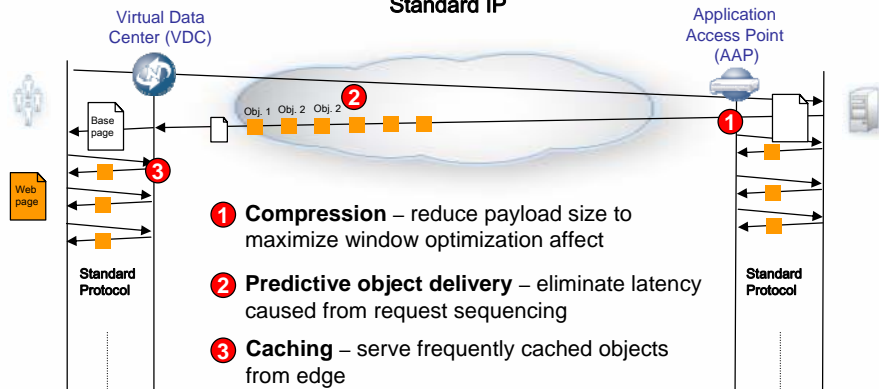 Standard IP
Virtual Data
Center (VDC)
Application
Access Point
(AAP)
N
2
Obj. 1 Obj. 2 Obj. 2
Base
page
1
3
Web
page
1 Compression – reduce payload size to
maximize window optimization affect
Standard
Protocol
2 Predictive object delivery – eliminate latency
caused from request sequencing
Standard
Protocol
3 Caching – serve frequently cached objects
from edge